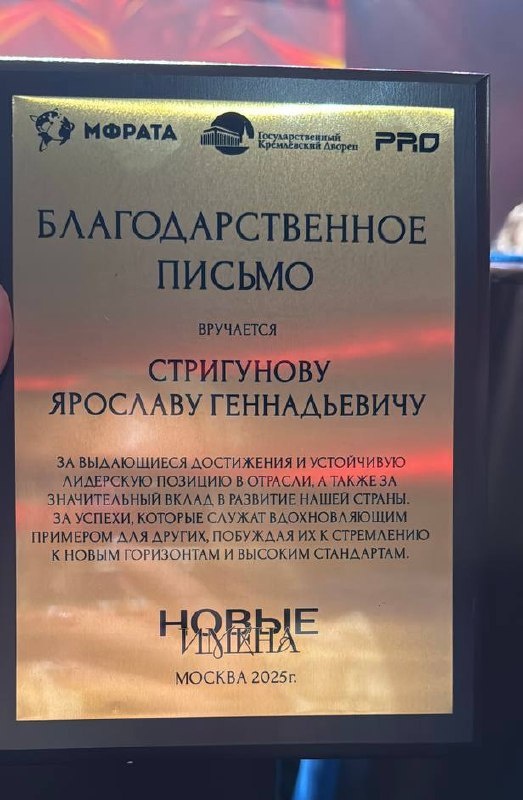 МФРАТА
Государственный
Кремлёвский Дворец
PRO
БЛАГОДАРСТВЕННОЕ
ПИСЬМО
ВРУЧАЕТСЯ
СТРИГУНОВУ
ЯРОСЛАВУ ГЕННАДЬЕВИЧУ
ЗА ВЫДАЮЩИЕСЯ ДОСТИЖЕНИЯ И УСТОЙЧИВУЮ
ЛИДЕРСКУЮ ПОЗИЦИЮ В ОТРАСЛИ, А ТАКЖЕ ЗА
ЗНАЧИТЕЛЬНЫЙ ВКЛАД В РАЗВИТИЕ НАШЕЙ СТРАНЫ.
ЗА УСПЕХИ, КОТОРЫЕ СЛУЖАТ ВДОХНОВЛЯЮЩИМ
ПРИМЕРОМ ДЛЯ ДРУГИХ, ПОБУЖДАЯ ИХ К СТРЕМЛЕНИЮ
К НОВЫМ ГОРИЗОНТАМ И ВЫСОКИМ СТАНДАРТАМ.
НОВЫЕ
ИМЕНА
МОСКВА 2025г.